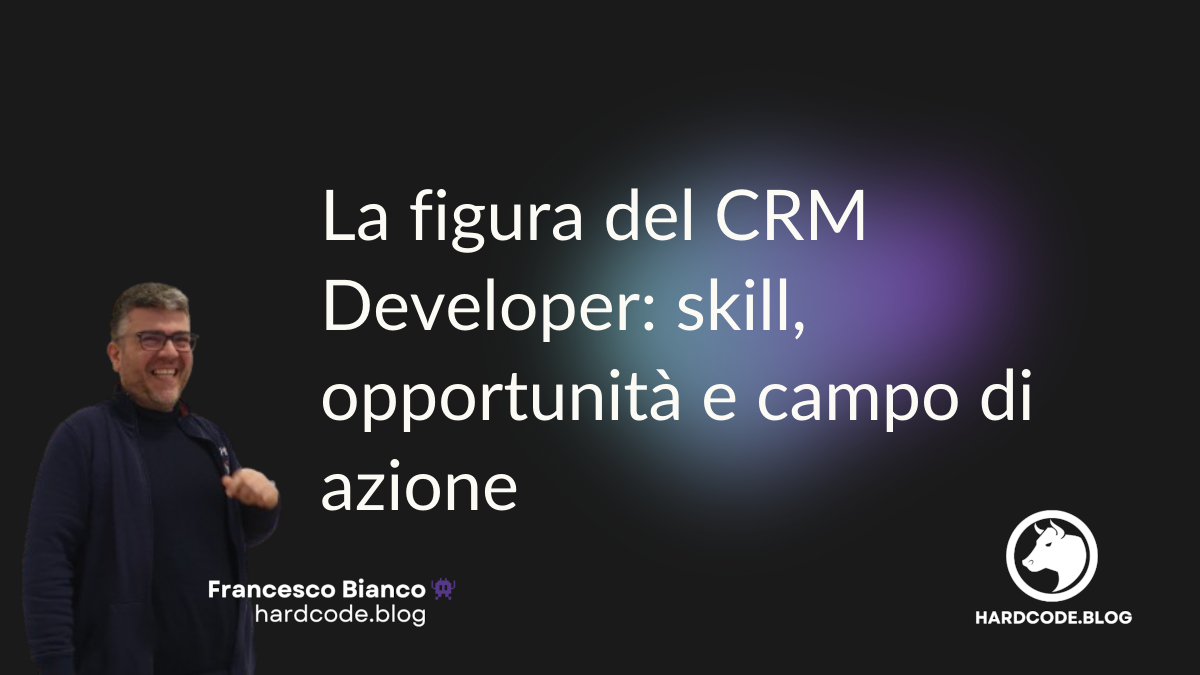 La figura del CRM
Developer: skill,
opportunità e campo di
azione
Francesco Bianco
hardcode.blog
HARDCODE.BLOG